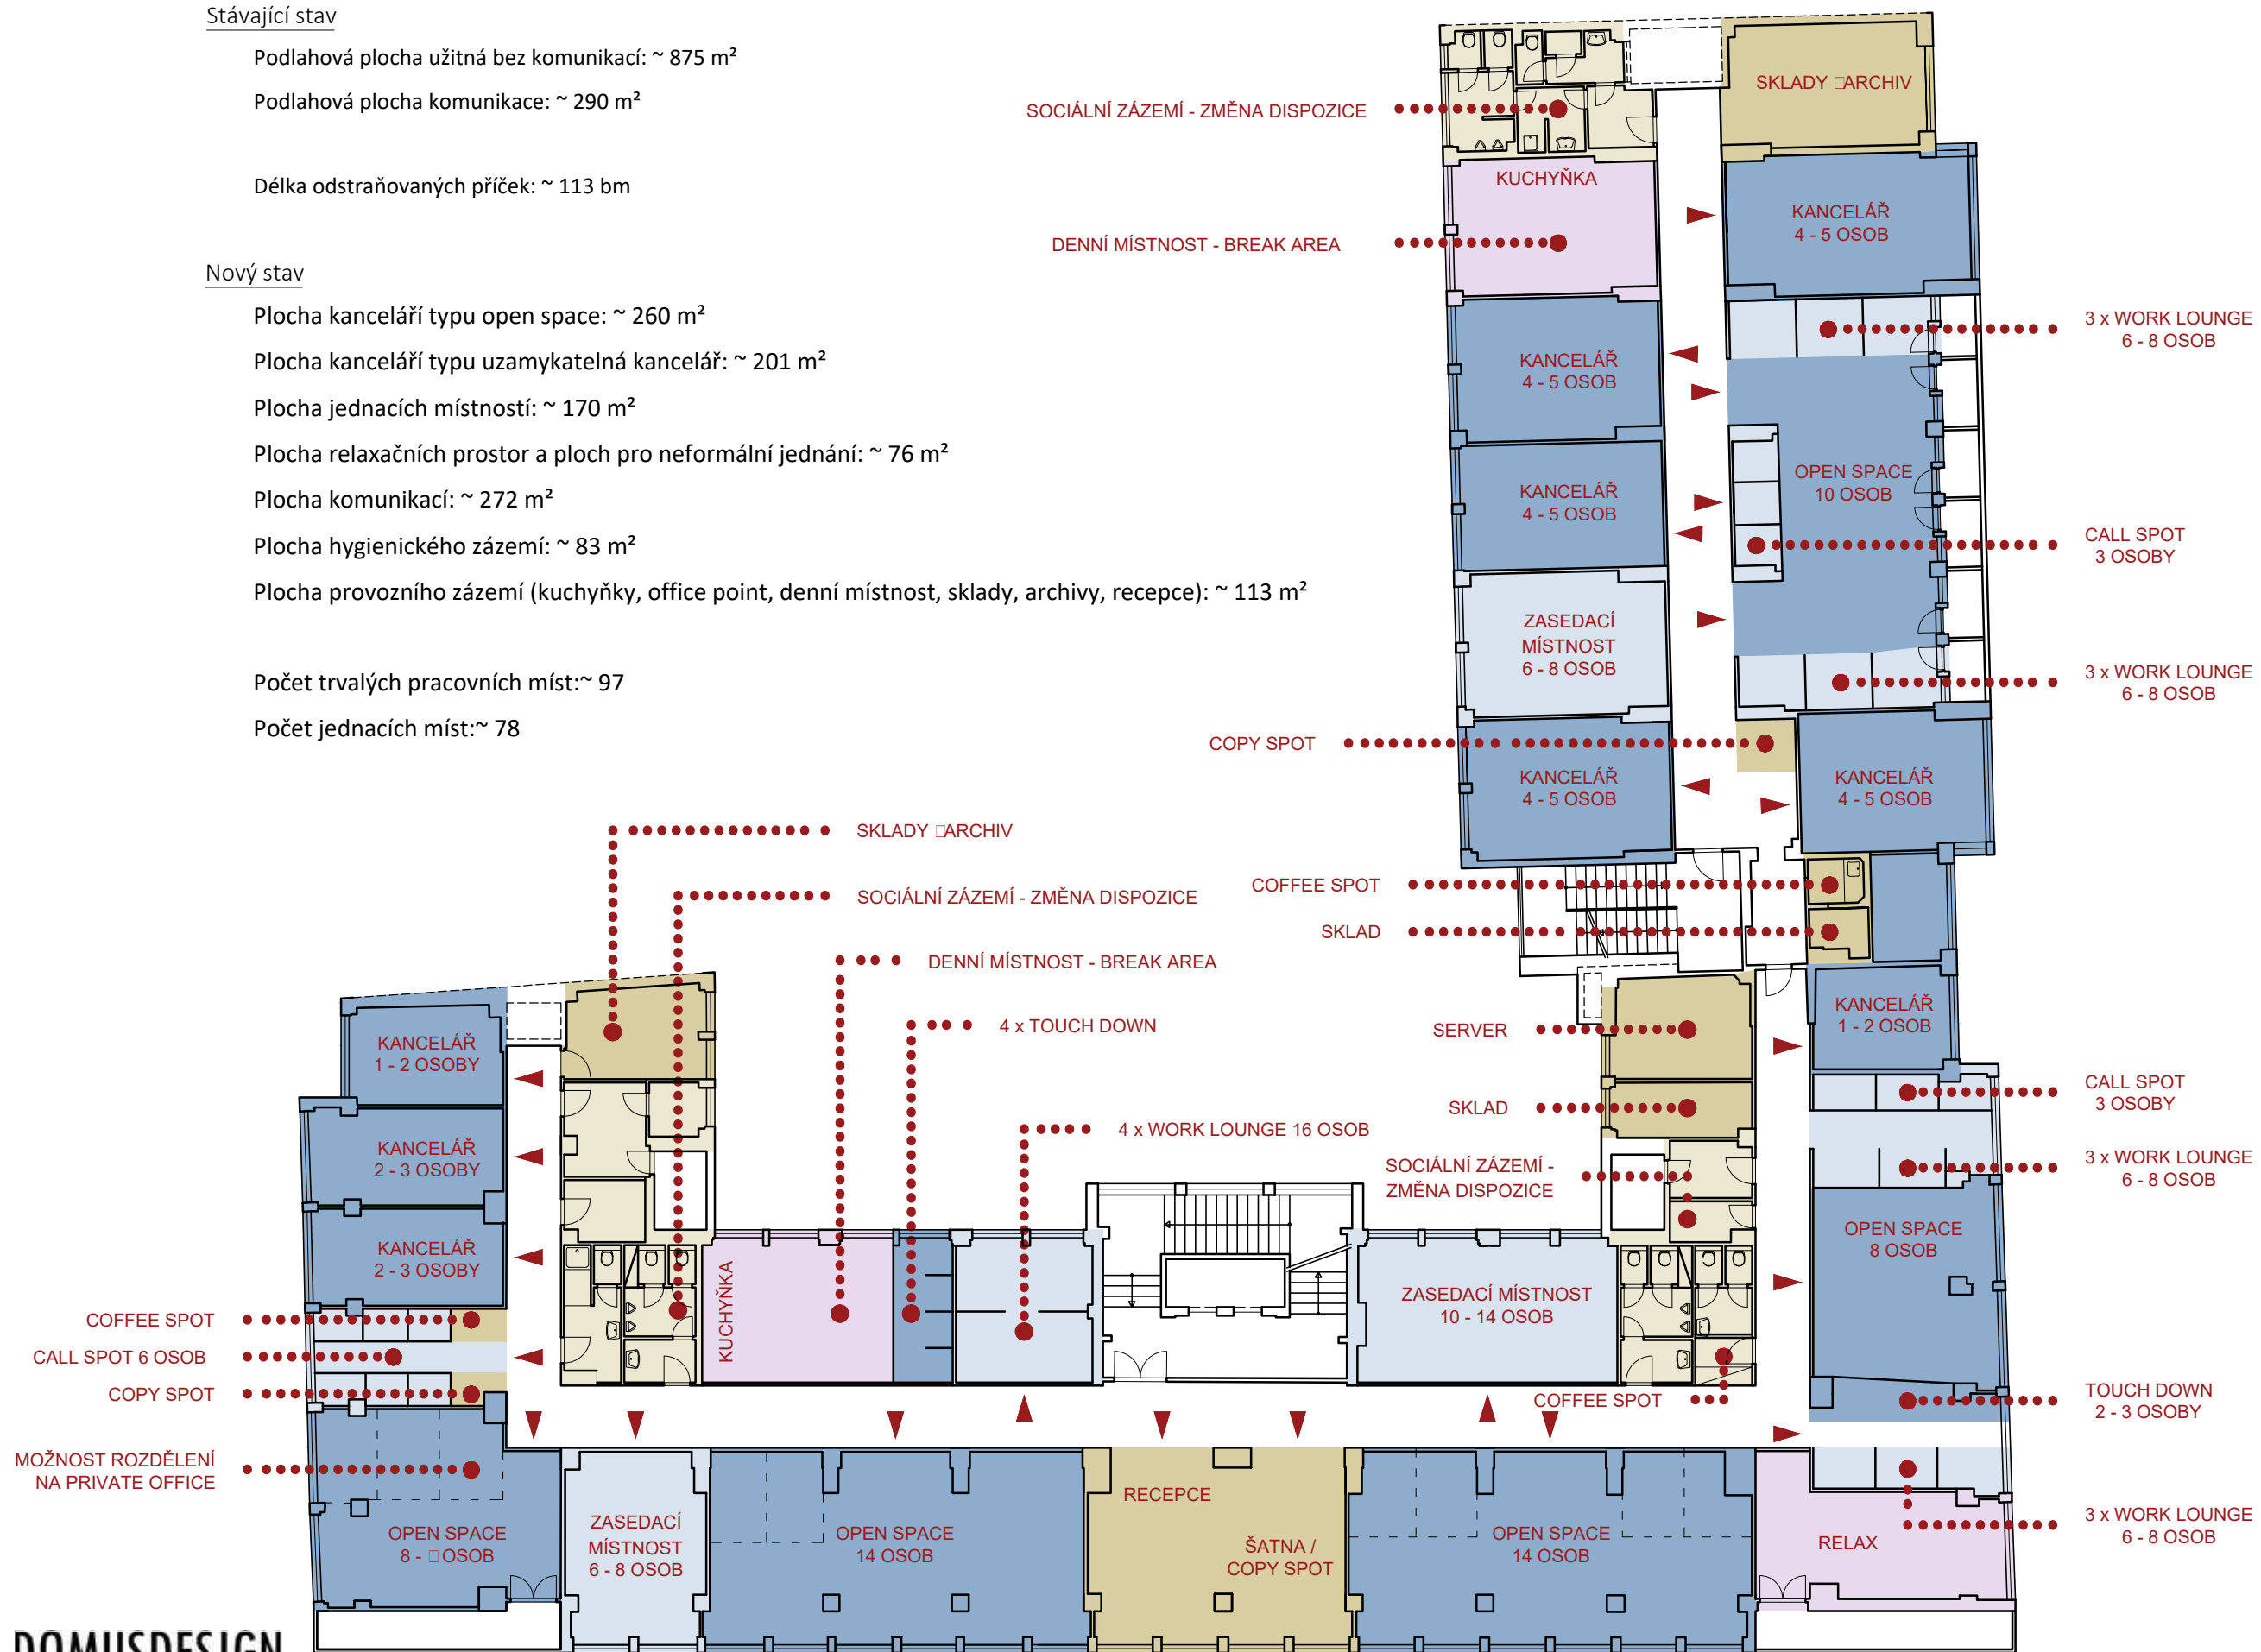 Stávající stav
Podlahová plocha užitná bez komunikací: ~ 875 m²
Podlahová plocha komunikace: ~ 290 m²
Délka odstraňovaných příček: ~ 113 bm
Nový stav
Plocha kanceláří typu open space: ~ 260 m²
Plocha kanceláří typu uzamykatelná kancelář: ~ 201 m²
Plocha jednacích místností: ~ 170 m²
Plocha relaxačních prostor a ploch pro neformální jednání: ~ 76 m²
Plocha komunikací: ~ 272 m²
Plocha hygienického zázemí: ~ 83 m²
Plocha provozního zázemí (kuchyňky, office point, denní místnost, sklady, archivy, recepce): ~ 113 m²
Počet trvalých pracovních míst:~ 97
Počet jednacích míst:~ 78
SKLADY □ARCHIV
SOCIÁLNÍ ZÁZEMÍ - ZMĚNA DISPOZICE
KUCHYŇKA
DENNÍ MÍSTNOST - BREAK AREA
KANCELÁŘ
4 - 5 OSOB
3 x WORK LOUNGE
6 - 8 OSOB
KANCELÁŘ
4 - 5 OSOB
OPEN SPACE
10 OSOB
KANCELÁŘ
4 - 5 OSOB
CALL SPOT
3 OSOBY
ZASEDACÍ
MÍSTNOST
6 - 8 OSOB
3 x WORK LOUNGE
6 - 8 OSOB
COPY SPOT
KANCELÁŘ
4 - 5 OSOB
KANCELÁŘ
4 - 5 OSOB
SKLADY □ARCHIV
COFFEE SPOT
SOCIÁLNÍ ZÁZEMÍ - ZMĚNA DISPOZICE
SKLAD
DENNÍ MÍSTNOST - BREAK AREA
KANCELÁŘ
1 - 2 OSOB
4 x TOUCH DOWN
SERVER
KANCELÁŘ
1 - 2 OSOBY
CALL SPOT
3 OSOBY
SKLAD
4 x WORK LOUNGE 16 OSOB
KANCELÁŘ
2 - 3 OSOBY
SOCIÁLNÍ ZÁZEMÍ -
ZMĚNA DISPOZICE
3 x WORK LOUNGE
6 - 8 OSOB
OPEN SPACE
8 OSOB
KANCELÁŘ
2 - 3 OSOBY
KUCHYŇKA
ZASEDACÍ MÍSTNOST
10 - 14 OSOB
COFFEE SPOT
CALL SPOT 6 OSOB
COPY SPOT
COFFEE SPOT
TOUCH DOWN
2 - 3 OSOBY
MOŽNOST ROZDĚLENÍ
NA PRIVATE OFFICE
RECEPCE
OPEN SPACE
8 - □ OSOB
ZASEDACÍ
MÍSTNOST
6 - 8 OSOB
OPEN SPACE
14 OSOB
ŠATNA /
COPY SPOT
OPEN SPACE
14 OSOB
RELAX
3 x WORK LOUNGE
6 - 8 OSOB
DOMUSDESIGN